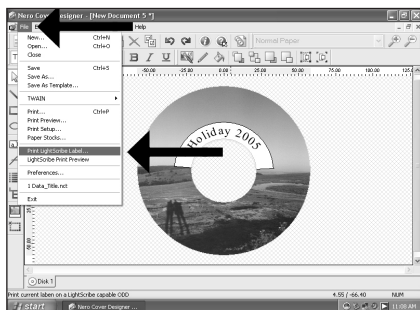 Nero Cover Designer - [New Document 5 *]
File
Help
Normal Paper
B I U
-50.00 -25.00 0.00 25.00 50.00 75.00 100.00 125.0
New... Ctrl+N
Open... Ctrl+O
Close
Save Ctrl+S
Save As...
Save As Template...
TWAIN
Print... Ctrl+P
Print Preview...
Print Setup...
Paper Stocks...
Print LightScribe Label...
LightScribe Print Preview
Preferences...
1 Data_Title.nct
Exit
Holiday 2005
Disk 1
Print current laben on a LightScribe capable ODD
4.55 / -66.40
NUM
start
Nero Cover Designer ...
11:08 AM